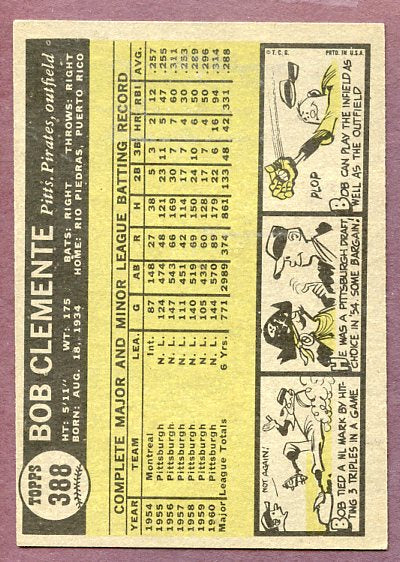 TOPPS
388
BOB CLEMENTE
Pitts. Pirates, outfield
HT: 5'11" WT: 175 BATS: RIGHT THROWS: RIGHT
BORN: AUG. 18, 1934 HOME: RIO PIEDRAS, PUERTO RICO
COMPLETE MAJOR AND MINOR LEAGUE BATTING RECORD
YEAR TEAM LEA. G AB R H 2B 3B HR RBI AVG.
1954 Montreal Int. 87 148 27 38 5 3 2 12 .257
1955 Pittsburgh N. L. 124 474 48 121 23 11 5 47 .255
1956 Pittsburgh N. L. 147 543 66 169 30 7 7 60 .311
1957 Pittsburgh N. L. 111 451 42 114 17 7 4 30 .253
1958 Pittsburgh N. L. 140 519 69 150 24 10 6 50 .289
1959 Pittsburgh N. L. 105 432 60 128 17 7 4 50 .296
1960 Pittsburgh N. L. 144 570 89 179 22 6 16 94 .314
Major League Totals 6 Yrs. 771 2989 374 861 133 48 42 331 .288
NOT AGAIN!
BOB TIED A NL MARK BY HIT-
TING 3 TRIPLES IN A GAME
HE WAS A PITTSBURGH DRAFT
CHOICE IN '54. SOME BARGAIN!
© T. C. G. PRTD. IN U.S.A.
PLOP
BOB CAN PLAY THE INFIELD AS
WELL AS THE OUTFIELD